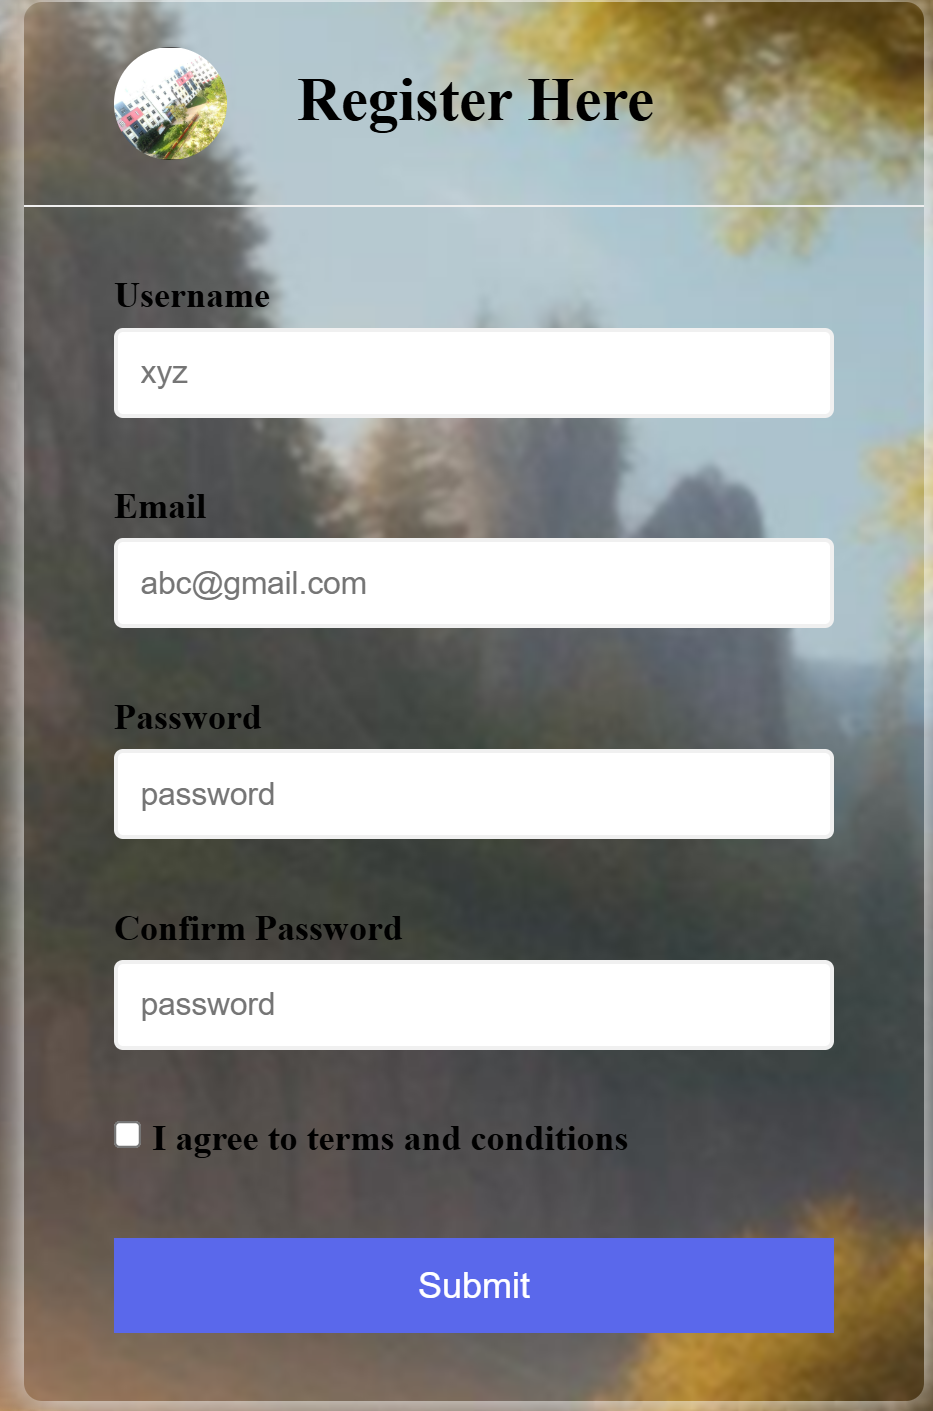 Register Here
Username
xyz
Email
abc@gmail.com
Password
password
Confirm Password
password
I agree to terms and conditions
Submit